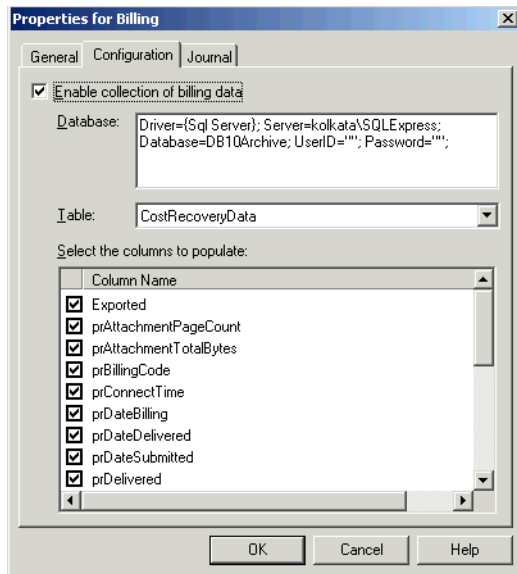 Properties for Billing
General Configuration Journal
Enable collection of billing data
Database:
Driver={Sql Server}; Server=kolkata\SQLExpress;
Database=DB10Archive; UserID=""; Password="";
Table: CostRecoveryData
Select the columns to populate:
Column Name
Exported
prAttachmentPageCount
prAttachmentTotalBytes
prBillingCode
prConnectTime
prDateBilling
prDateDelivered
prDateSubmitted
prDelivered
OK Cancel Help